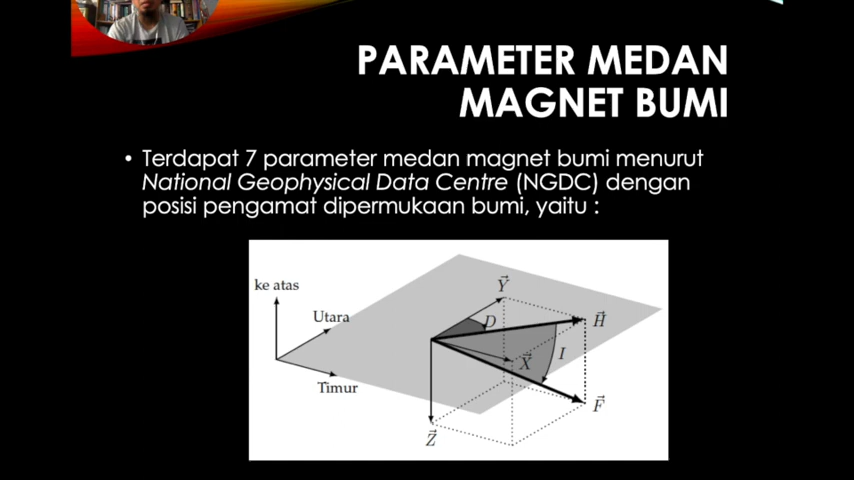 PARAMETER MEDAN
MAGNET BUMI
• Terdapat 7 parameter medan magnet bumi menurut
National Geophysical Data Centre (NGDC) dengan
posisi pengamat dipermukaan bumi, yaitu :
ke atas
Utara
Timur
Y⃗
D
H⃗
X⃗
I
F⃗
Z⃗